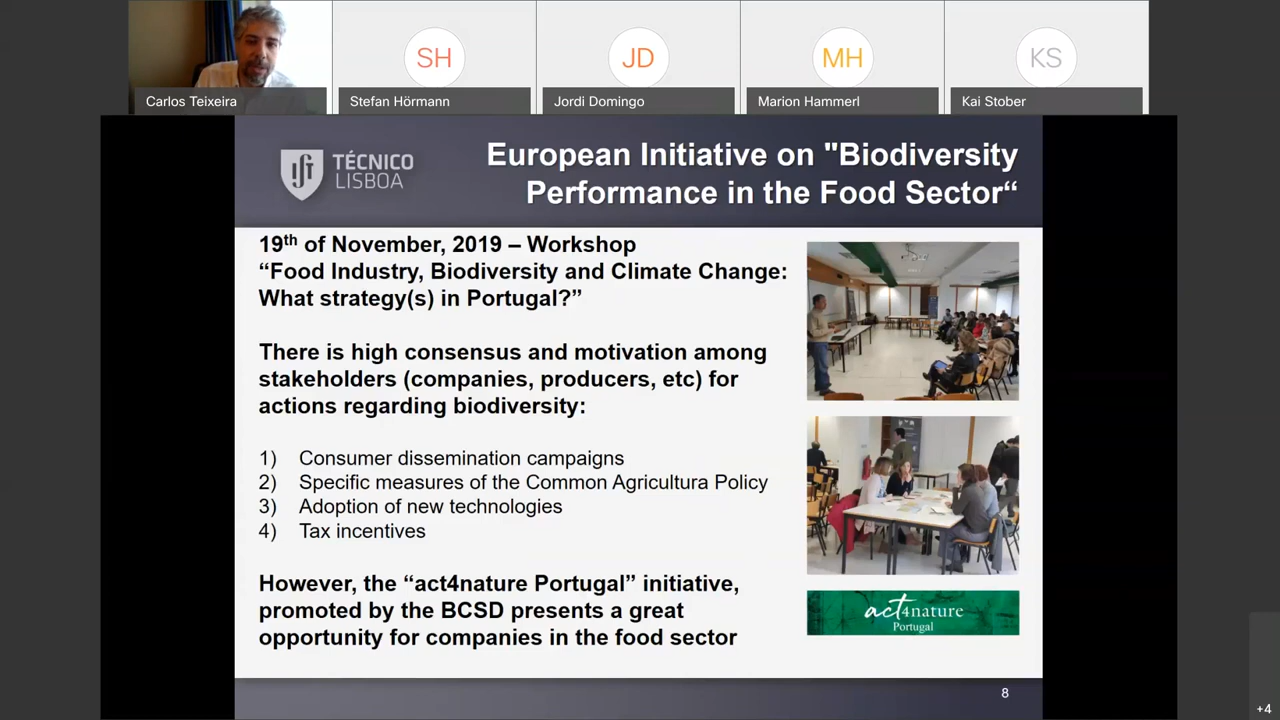 Carlos Teixeira
SH
Stefan Hörmann
JD
Jordi Domingo
MH
Marion Hammerl
KS
Kai Stober
TÉCNICO
LISBOA
European Initiative on "Biodiversity
Performance in the Food Sector“
19th of November, 2019 – Workshop
“Food Industry, Biodiversity and Climate Change:
What strategy(s) in Portugal?”
There is high consensus and motivation among
stakeholders (companies, producers, etc) for
actions regarding biodiversity:
1) Consumer dissemination campaigns
2) Specific measures of the Common Agricultura Policy
3) Adoption of new technologies
4) Tax incentives
However, the “act4nature Portugal” initiative,
promoted by the BCSD presents a great
opportunity for companies in the food sector
act4nature
Portugal
8
+4